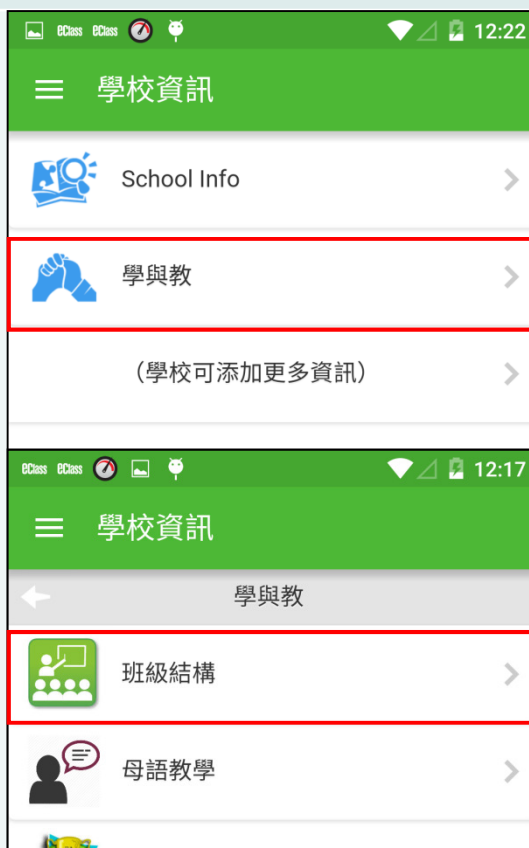 eClass eClass 12:22
學校資訊
School Info
學與教
（學校可添加更多資訊）
eClass eClass 12:17
學校資訊
學與教
班級結構
母語教學